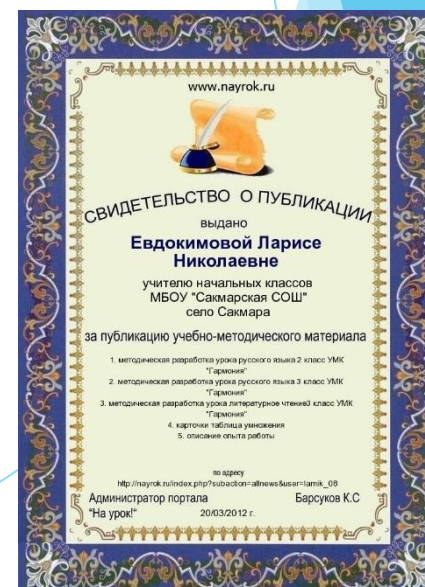 www.nayrok.ru
СВИДЕТЕЛЬСТВО О ПУБЛИКАЦИИ
выдано
Евдокимовой Ларисе
Николаевне
учителю начальных классов
МБОУ "Сакмарская СОШ"
село Сакмара
за публикацию учебно-методического материала
1. методическая разработка урока русского языка 2 класс УМК
"Гармония"
2. методическая разработка урока русского языка 3 класс УМК
"Гармония"
3. методическая разработка урока литературное чтение3 класс УМК
"Гармония"
4. карточки таблица умножения
5. описание опыта работы
по адресу
http://nayrok.ru/index.php?subaction=allnews&user=lamik_08
Администратор портала Барсуков К.С
"На урок!" 20/03/2012 г.